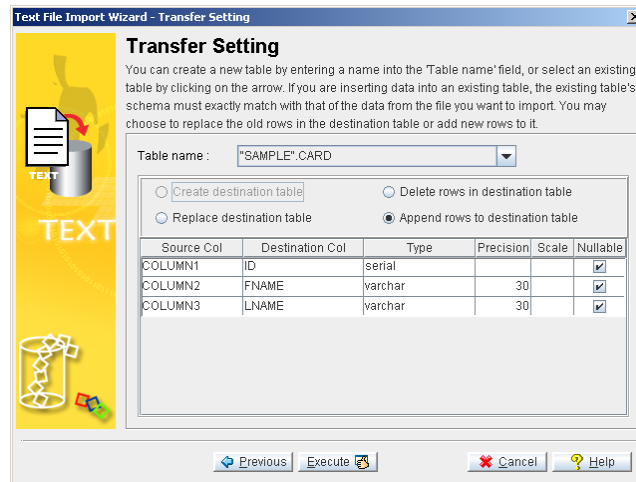 Text File Import Wizard - Transfer Setting
Transfer Setting
You can create a new table by entering a name into the 'Table name' field, or select an existing
table by clicking on the arrow. If you are inserting data into an existing table, the existing table's
schema must exactly match with that of the data from the file you want to import. You may
choose to replace the old rows in the destination table or add new rows to it.
Table name : "SAMPLE".CARD
Create destination table Delete rows in destination table
Replace destination table Append rows to destination table
Source Col Destination Col Type Precision Scale Nullable
COLUMN1 ID serial
COLUMN2 FNAME varchar 30
COLUMN3 LNAME varchar 30
TEXT
TEXT
Previous Execute Cancel Help